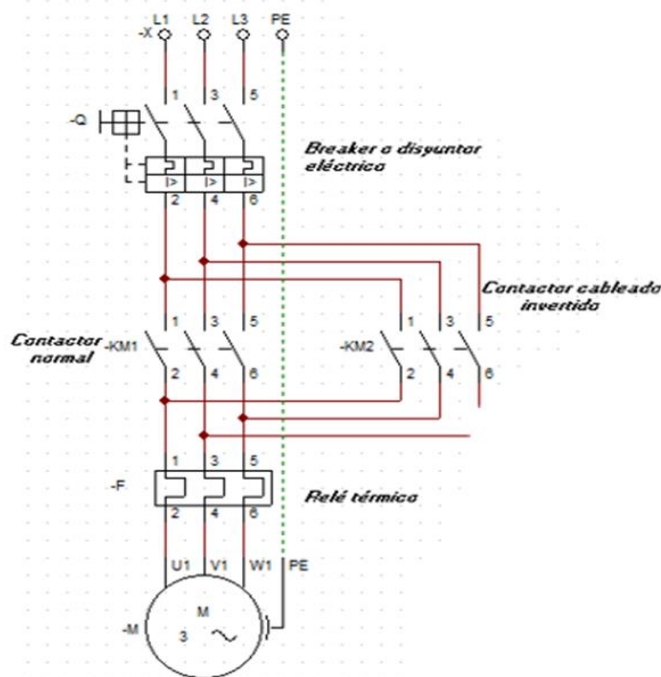 L1 L2 L3 PE
-X
1 3 5
-Q
I> I> I>
2 4 6
Breaker o disyuntor
eléctrico
Contactor cableado
invertido
1 3 5
1 3 5
Contactor
normal
-KM1
-KM2
2 4 6
2 4 6
1 3 5
-F
Relé térmico
2 4 6
U1 V1 W1 PE
M
-M
3